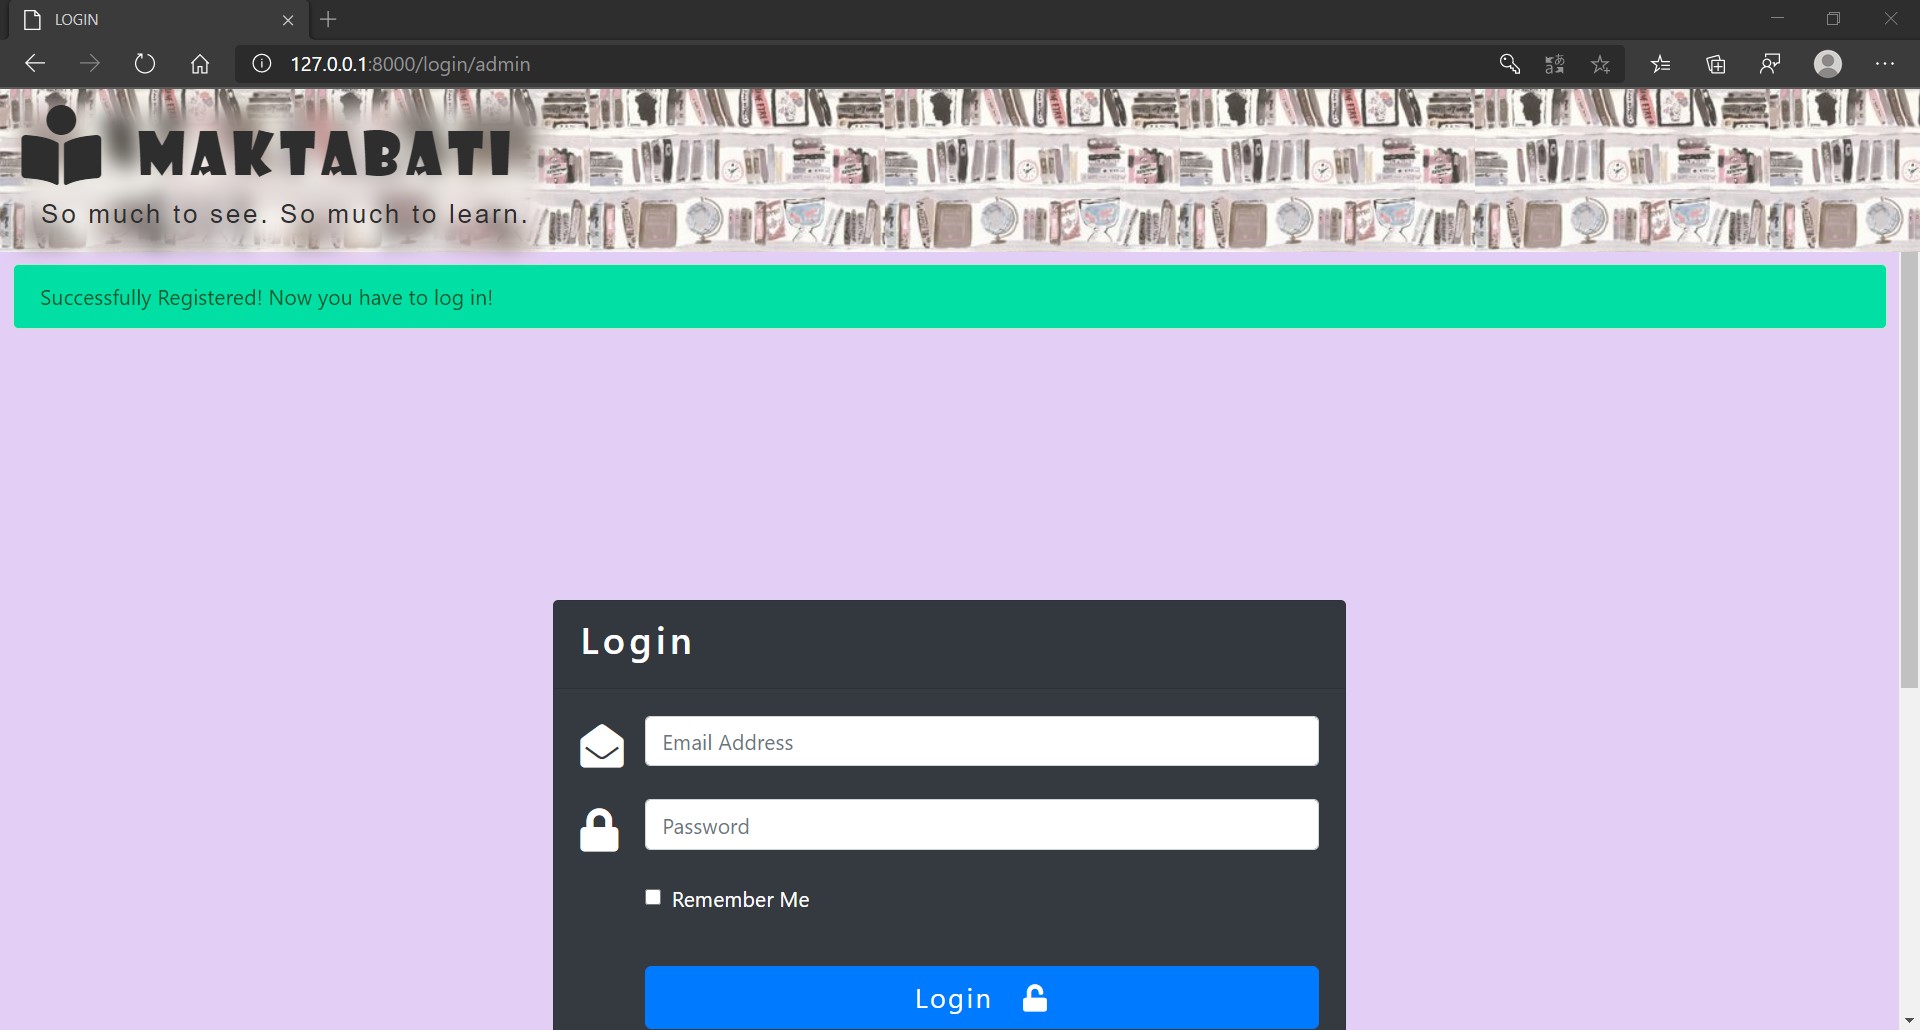 LOGIN
127.0.0.1:8000/login/admin
MAKTABATI
So much to see. So much to learn.
Successfully Registered! Now you have to log in!
Login
Email Address
Password
Remember Me
Login